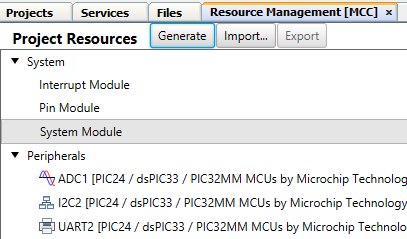 Projects Services Files Resource Management [MCC] ×
Project Resources Generate Import... Export
System
Interrupt Module
Pin Module
System Module
Peripherals
ADC1 [PIC24 / dsPIC33 / PIC32MM MCUs by Microchip Technolog
I2C2 [PIC24 / dsPIC33 / PIC32MM MCUs by Microchip Technology
UART2 [PIC24 / dsPIC33 / PIC32MM MCUs by Microchip Technolo